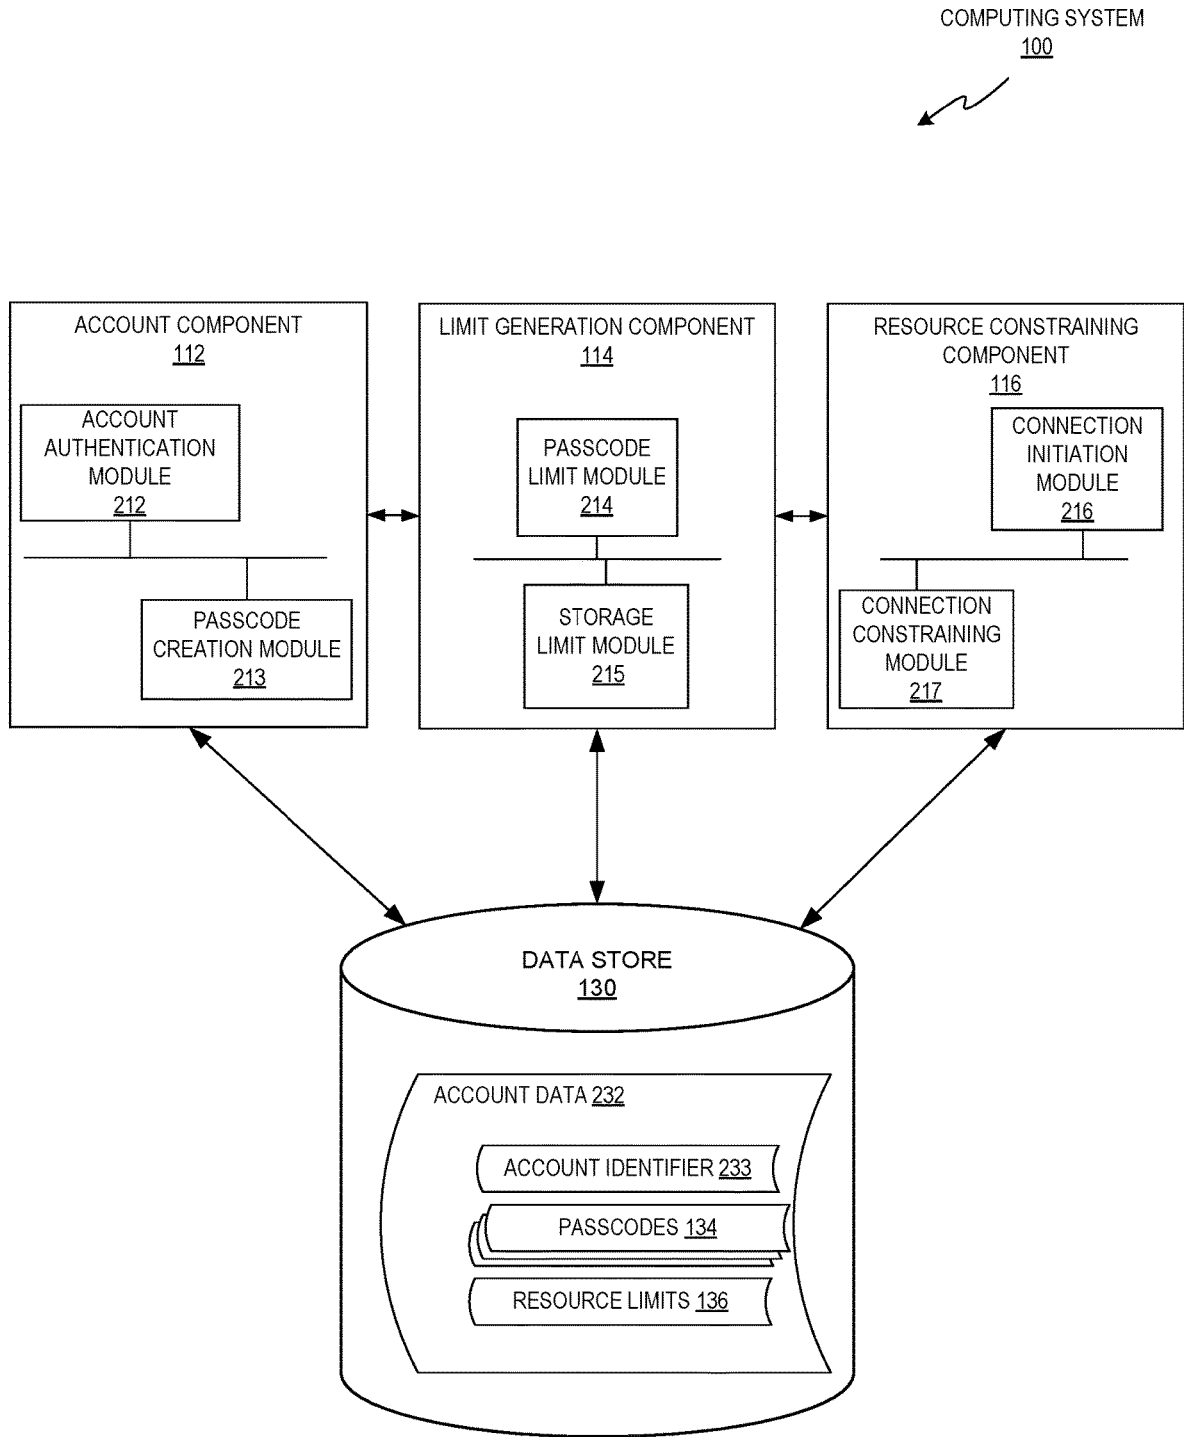 COMPUTING SYSTEM
100
ACCOUNT COMPONENT
112
ACCOUNT
AUTHENTICATION
MODULE
212
PASSCODE
CREATION MODULE
213
LIMIT GENERATION COMPONENT
114
PASSCODE
LIMIT MODULE
214
STORAGE
LIMIT MODULE
215
RESOURCE CONSTRAINING
COMPONENT
116
CONNECTION
INITIATION
MODULE
216
CONNECTION
CONSTRAINING
MODULE
217
DATA STORE
130
ACCOUNT DATA 232
ACCOUNT IDENTIFIER 233
PASSCODES 134
RESOURCE LIMITS 136